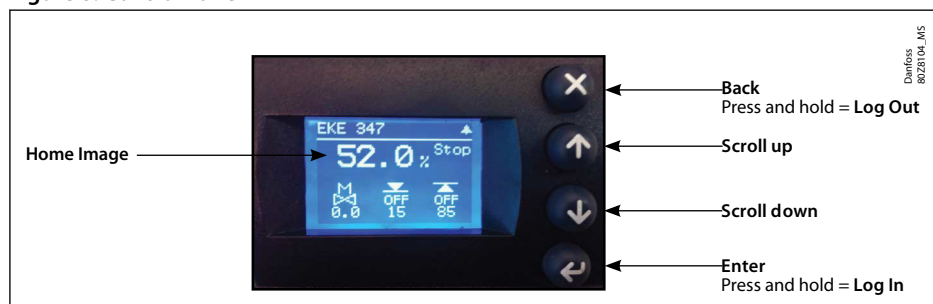 Danfoss
80Z8104_MS
Back
Press and hold = Log Out
Home Image
EKE 347
52.0 % Stop
Scroll up
M
OFF OFF
0.0 15 85
Scroll down
Enter
Press and hold = Log In